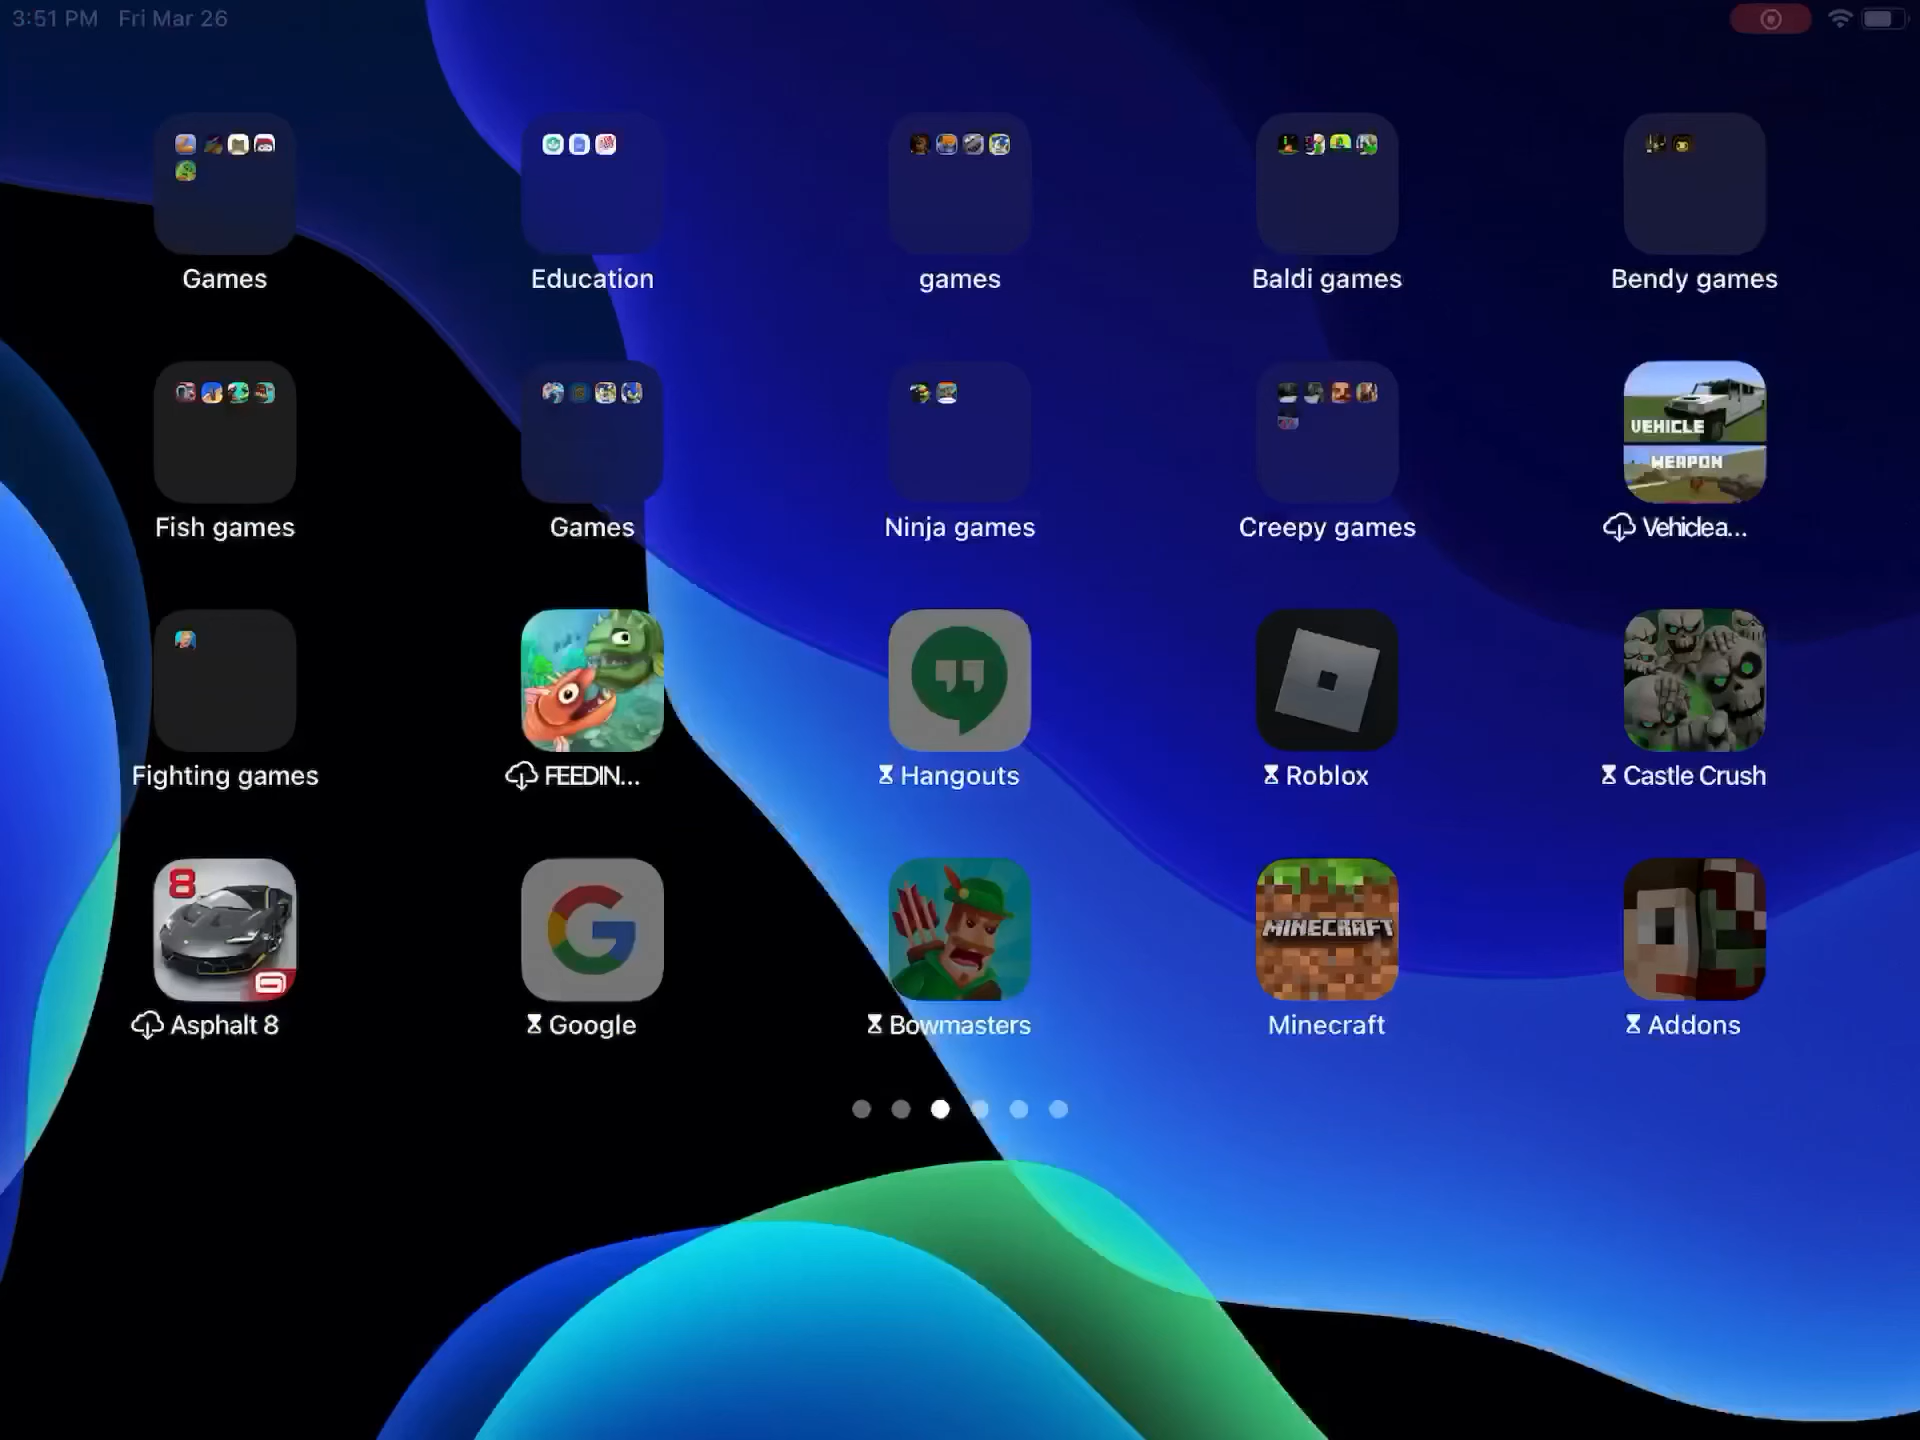 3:51 PM Fri Mar 26
Games
Education
games
Baldi games
Bendy games
Fish games
Games
Ninja games
Creepy games
VEHICLE
WEAPON
Vehiclea...
Fighting games
FEEDIN...
Hangouts
Roblox
Castle Crush
8
Asphalt 8
Google
Bowmasters
MINECRAFT
Minecraft
Addons